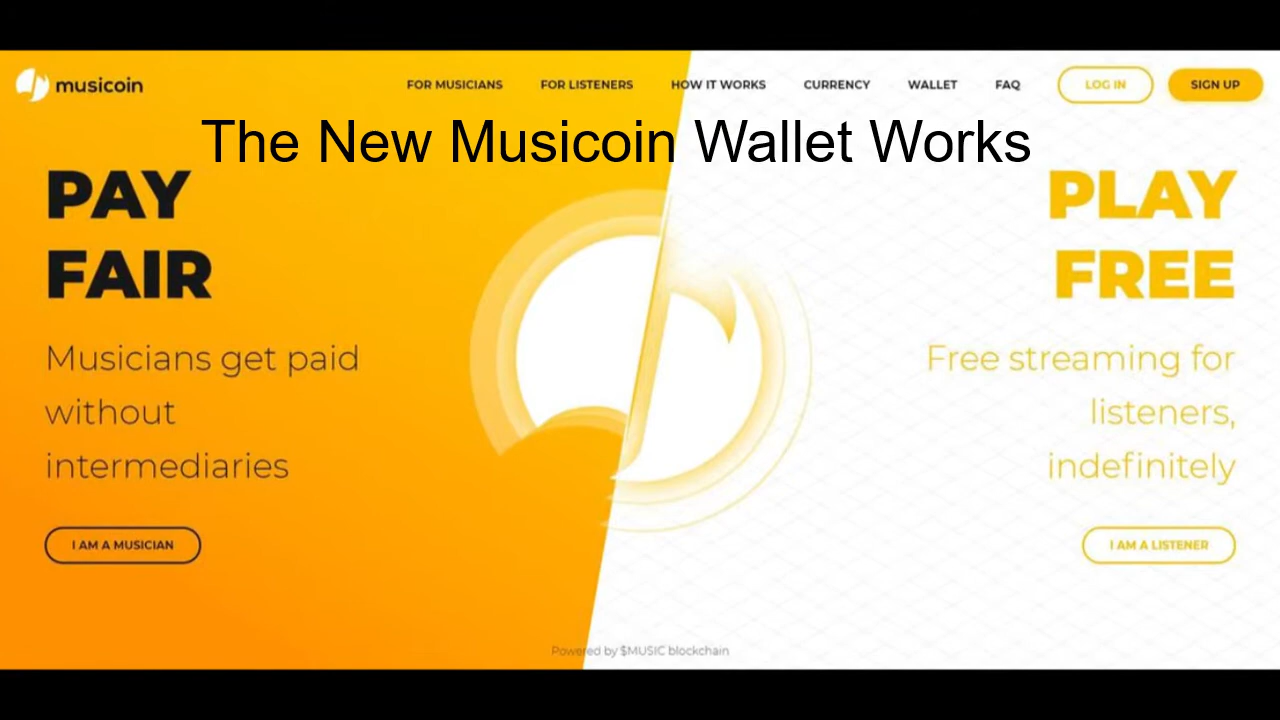 musicoin
FOR MUSICIANS
FOR LISTENERS
HOW IT WORKS
CURRENCY
WALLET
FAQ
LOG IN
SIGN UP
The New Musicoin Wallet Works
PAY
FAIR
Musicians get paid
without
intermediaries
I AM A MUSICIAN
PLAY
FREE
Free streaming for
listeners,
indefinitely
I AM A LISTENER
Powered by $MUSIC blockchain